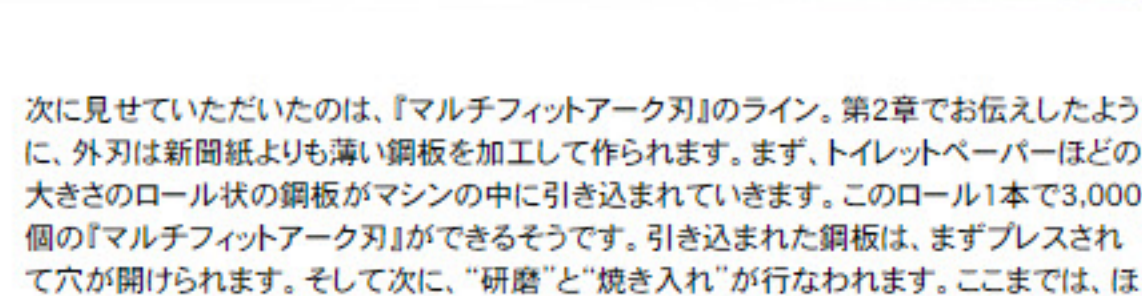 次に見せていただいたのは、『マルチフィットアーク刃』のライン。第2章でお伝えしたよう
に、外刃は新聞紙よりも薄い鋼板を加工して作られます。まず、トイレットペーパーほどの
大きさのロール状の鋼板がマシンの中に引き込まれていきます。このロール1本で3,000
個の『マルチフィットアーク刃』ができるそうです。引き込まれた鋼板は、まずプレスされ
て穴が開けられます。そして次に、“研磨”と“焼き入れ”が行なわれます。ここまでは、ほ